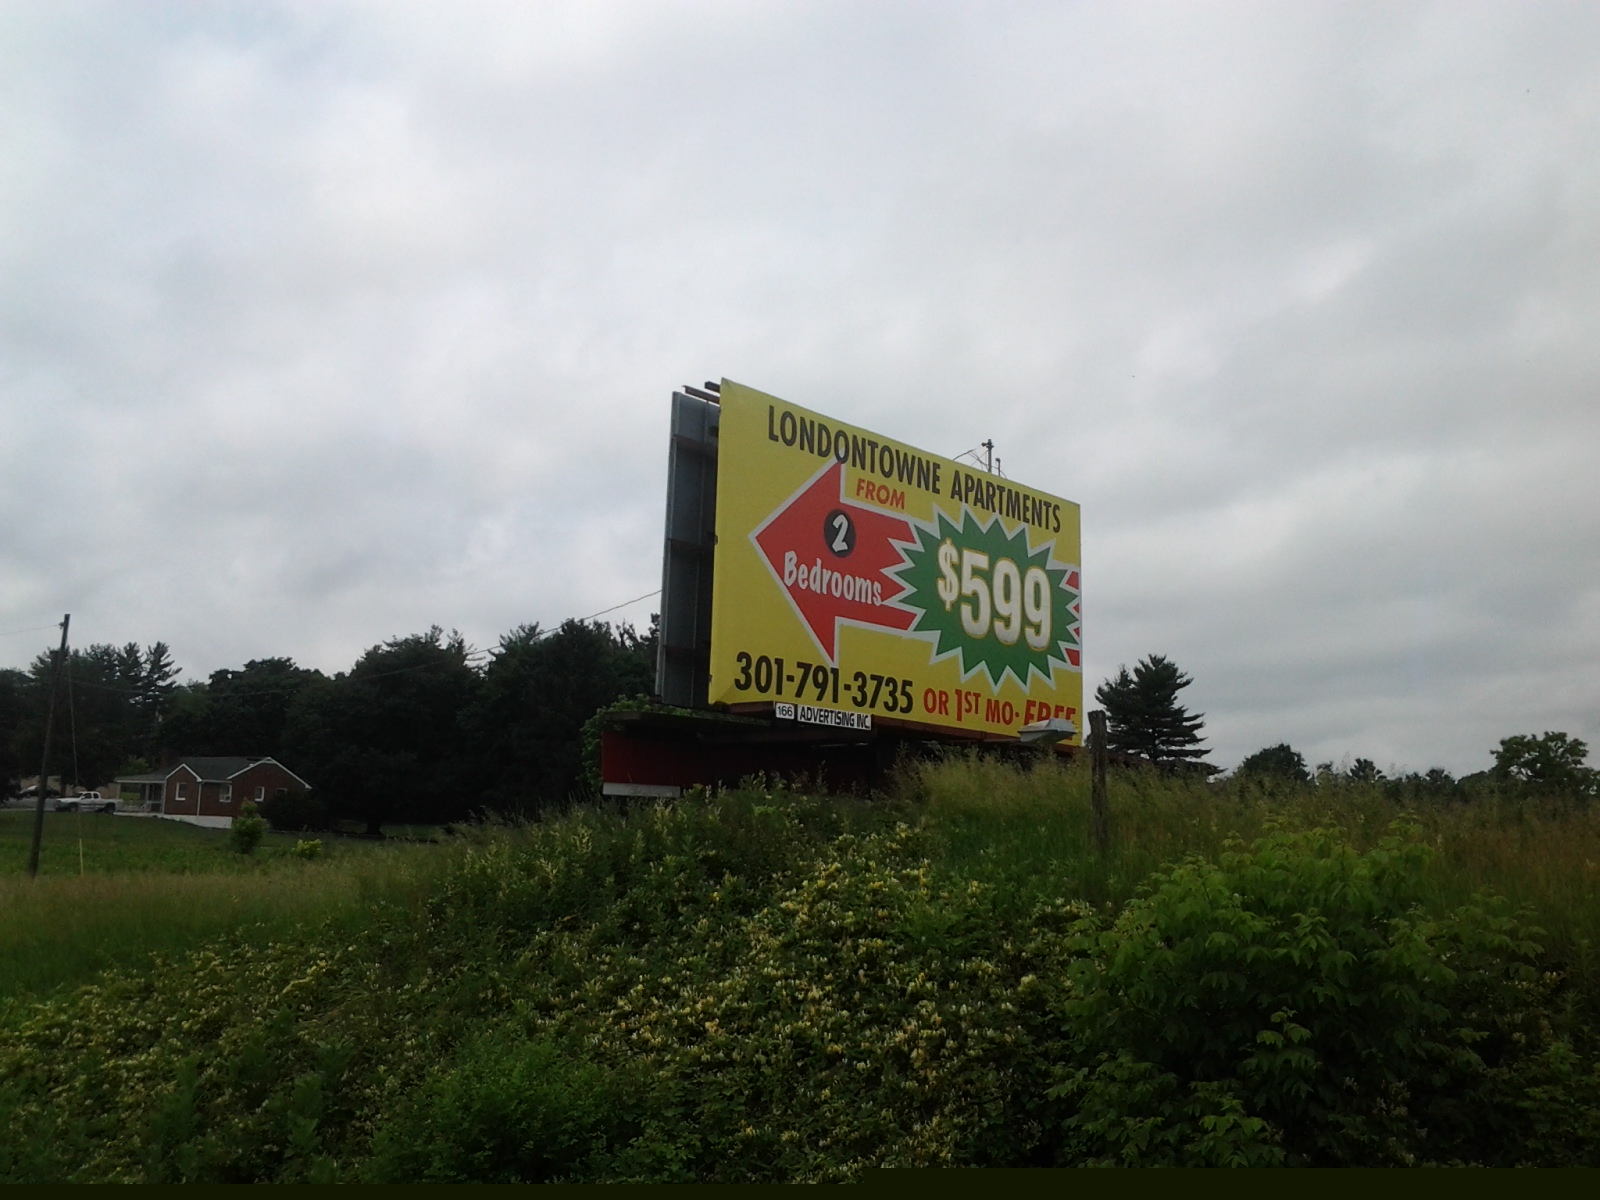 LONDONTOWNE APARTMENTS
FROM
2
Bedrooms
$599
301-791-3735 OR 1ST MO. FREE
166 ADVERTISING INC.